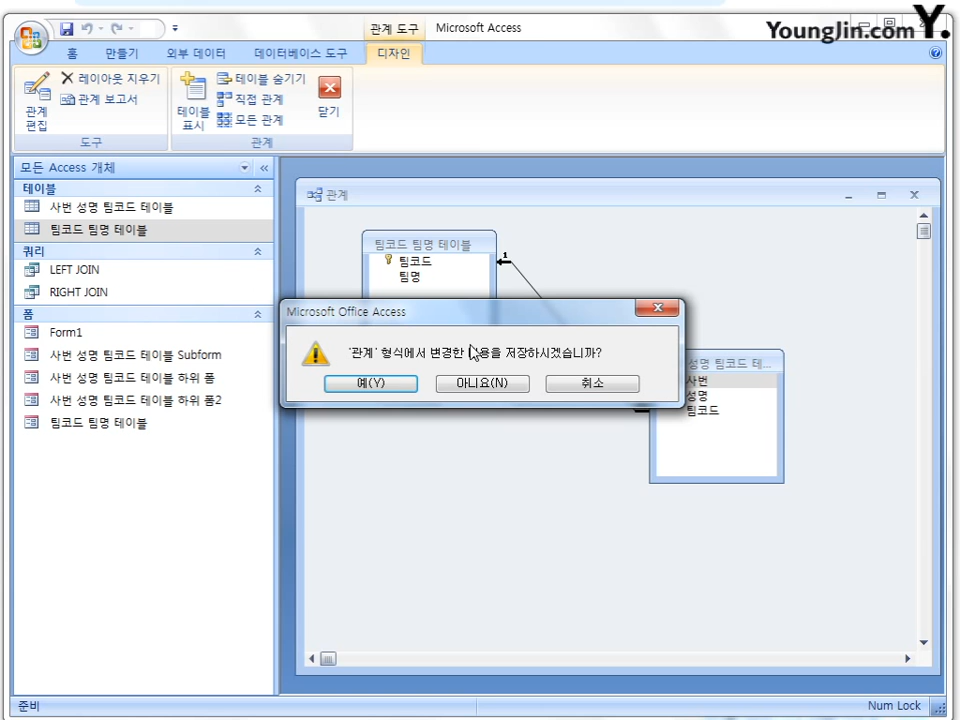 관계 도구
Microsoft Access
YoungJin.com Y.
홈
만들기
외부 데이터
데이터베이스 도구
디자인
관계
편집
레이아웃 지우기
관계 보고서
도구
테이블
표시
테이블 숨기기
직접 관계
모든 관계
닫기
관계
모든 Access 개체
테이블
사번 성명 팀코드 테이블
팀코드 팀명 테이블
쿼리
LEFT JOIN
RIGHT JOIN
폼
Form1
사번 성명 팀코드 테이블 Subform
사번 성명 팀코드 테이블 하위 폼
사번 성명 팀코드 테이블 하위 폼2
팀코드 팀명 테이블
관계
팀코드 팀명 테이블
팀코드
팀명
1
Microsoft Office Access
'관계' 형식에서 변경한 내용을 저장하시겠습니까?
예(Y)
아니요(N)
취소
성명 팀코드 테...
사번
성명
팀코드
준비
Num Lock